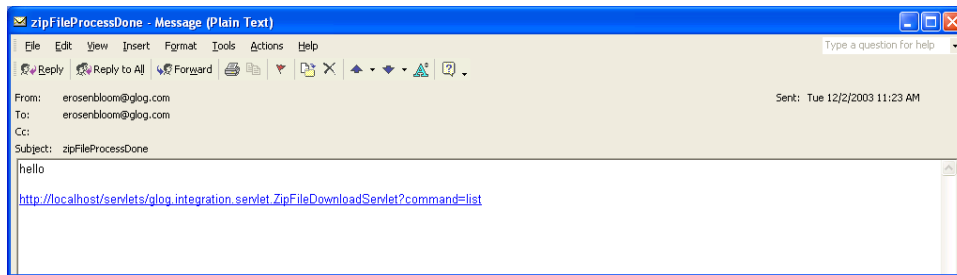 zipFileProcessDone - Message (Plain Text)
File Edit View Insert Format Tools Actions Help Type a question for help
Reply Reply to All Forward
From: erosenbloom@glog.com Sent: Tue 12/2/2003 11:23 AM
To: erosenbloom@glog.com
Cc:
Subject: zipFileProcessDone
hello
http://localhost/servlets/glog.integration.servlet.ZipFileDownloadServlet?command=list